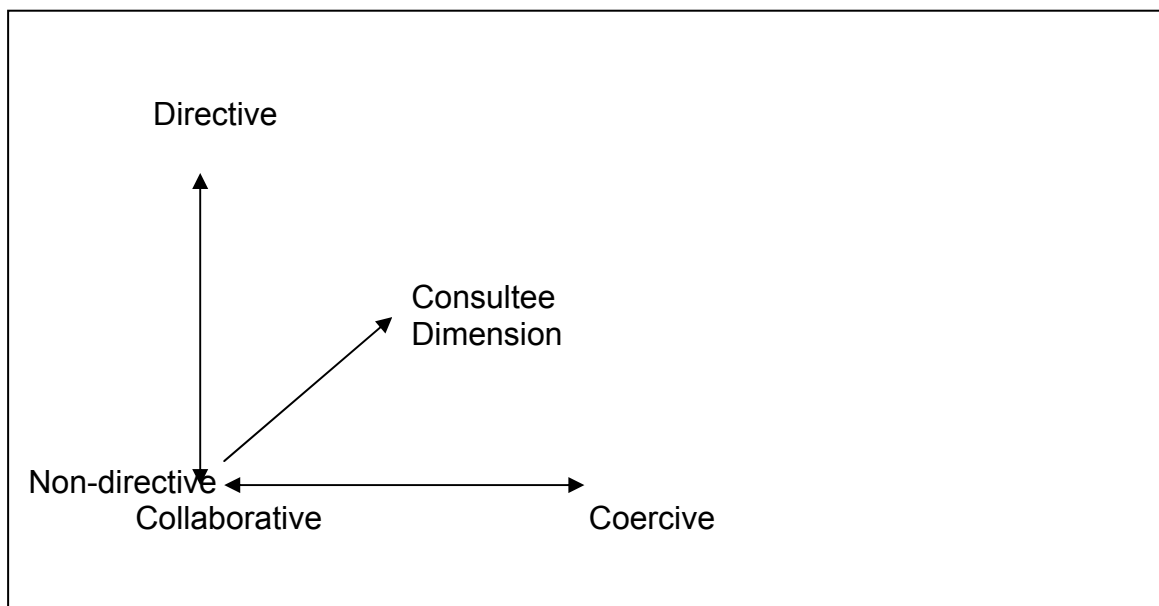 Directive
Consultee
Dimension
Non-directive
Collaborative
Coercive